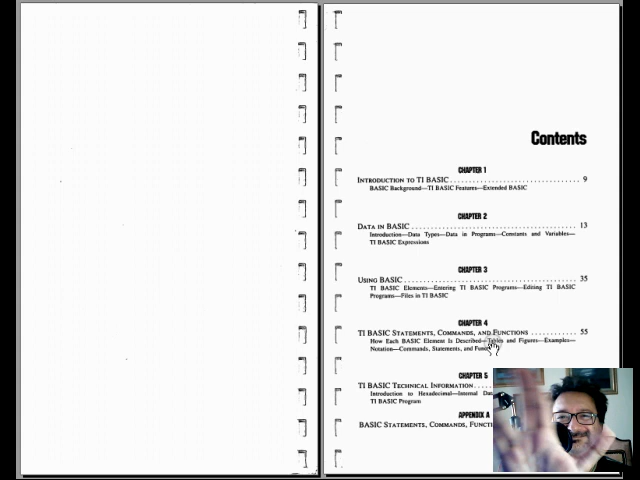 Contents
CHAPTER 1
INTRODUCTION TO TI BASIC.............................. 9
BASIC Background—TI BASIC Features—Extended BASIC
CHAPTER 2
DATA IN BASIC.............................. 13
Introduction—Data Types—Data in Programs—Constants and Variables—
TI BASIC Expressions
CHAPTER 3
USING BASIC.............................. 35
TI BASIC Elements—Entering TI BASIC Programs—Editing TI BASIC
Programs—Files in TI BASIC
CHAPTER 4
TI BASIC STATEMENTS, COMMANDS, AND FUNCTIONS............ 55
How Each BASIC Element Is Described—Tables and Figures—Examples—
Notation—Commands, Statements, and Func
CHAPTER 5
TI BASIC TECHNICAL INFORMATION....
Introduction to Hexadecimal—Internal Da
TI BASIC Program
APPENDIX A
BASIC STATEMENTS, COMMANDS, FUNCTI